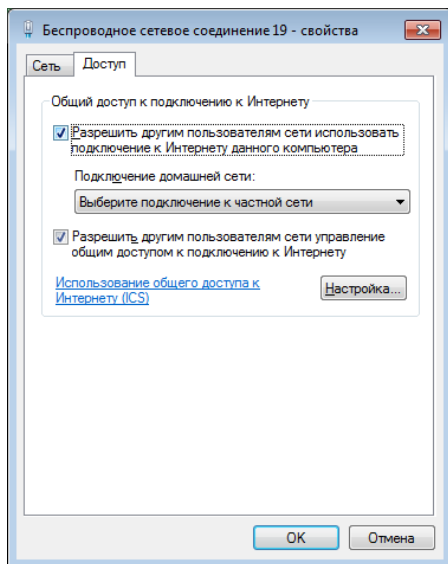 Беспроводное сетевое соединение 19 - свойства
Сеть
Доступ
Общий доступ к подключению к Интернету
Разрешить другим пользователям сети использовать
подключение к Интернету данного компьютера
Подключение домашней сети:
Выберите подключение к частной сети
Разрешить другим пользователям сети управление
общим доступом к подключению к Интернету
Использование общего доступа к
Интернету (ICS)
Настройка...
OK
Отмена